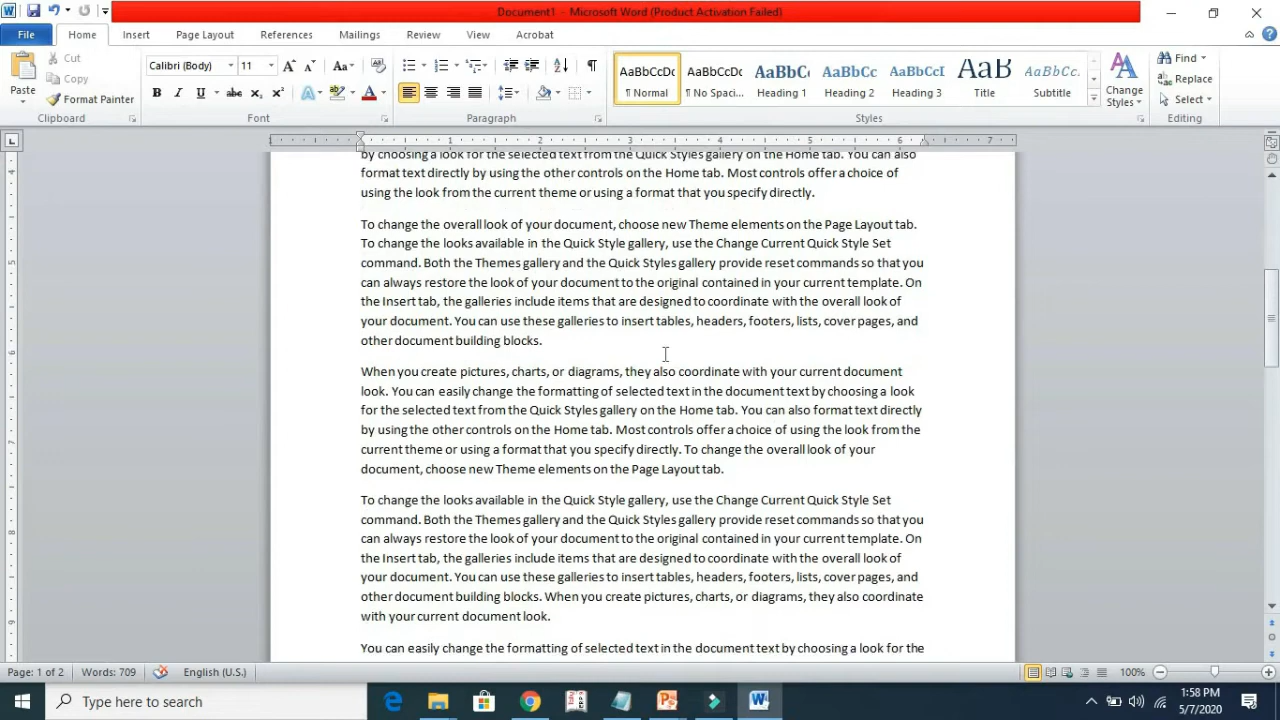 Document1 - Microsoft Word (Product Activation Failed)
File Home Insert Page Layout References Mailings Review View Acrobat
Paste
Cut
Copy
Format Painter
Clipboard
Calibri (Body) 11
Font
Paragraph
AaBbCcDc AaBbCcDc AaBbC AaBbCc AaBbCcI AaB AaBbCc.
¶ Normal ¶ No Spaci... Heading 1 Heading 2 Heading 3 Title Subtitle
Change Styles
Styles
Find
Replace
Select
Editing
1 2 3 4 5 6 7
by choosing a look for the selected text from the Quick Styles gallery on the Home tab. You can also
format text directly by using the other controls on the Home tab. Most controls offer a choice of
using the look from the current theme or using a format that you specify directly.
To change the overall look of your document, choose new Theme elements on the Page Layout tab.
To change the looks available in the Quick Style gallery, use the Change Current Quick Style Set
command. Both the Themes gallery and the Quick Styles gallery provide reset commands so that you
can always restore the look of your document to the original contained in your current template. On
the Insert tab, the galleries include items that are designed to coordinate with the overall look of
your document. You can use these galleries to insert tables, headers, footers, lists, cover pages, and
other document building blocks.
When you create pictures, charts, or diagrams, they also coordinate with your current document
look. You can easily change the formatting of selected text in the document text by choosing a look
for the selected text from the Quick Styles gallery on the Home tab. You can also format text directly
by using the other controls on the Home tab. Most controls offer a choice of using the look from the
current theme or using a format that you specify directly. To change the overall look of your
document, choose new Theme elements on the Page Layout tab.
To change the looks available in the Quick Style gallery, use the Change Current Quick Style Set
command. Both the Themes gallery and the Quick Styles gallery provide reset commands so that you
can always restore the look of your document to the original contained in your current template. On
the Insert tab, the galleries include items that are designed to coordinate with the overall look of
your document. You can use these galleries to insert tables, headers, footers, lists, cover pages, and
other document building blocks. When you create pictures, charts, or diagrams, they also coordinate
with your current document look.
You can easily change the formatting of selected text in the document text by choosing a look for the
Page: 1 of 2 Words: 709 English (U.S.) 100%
Type here to search
1:58 PM
5/7/2020